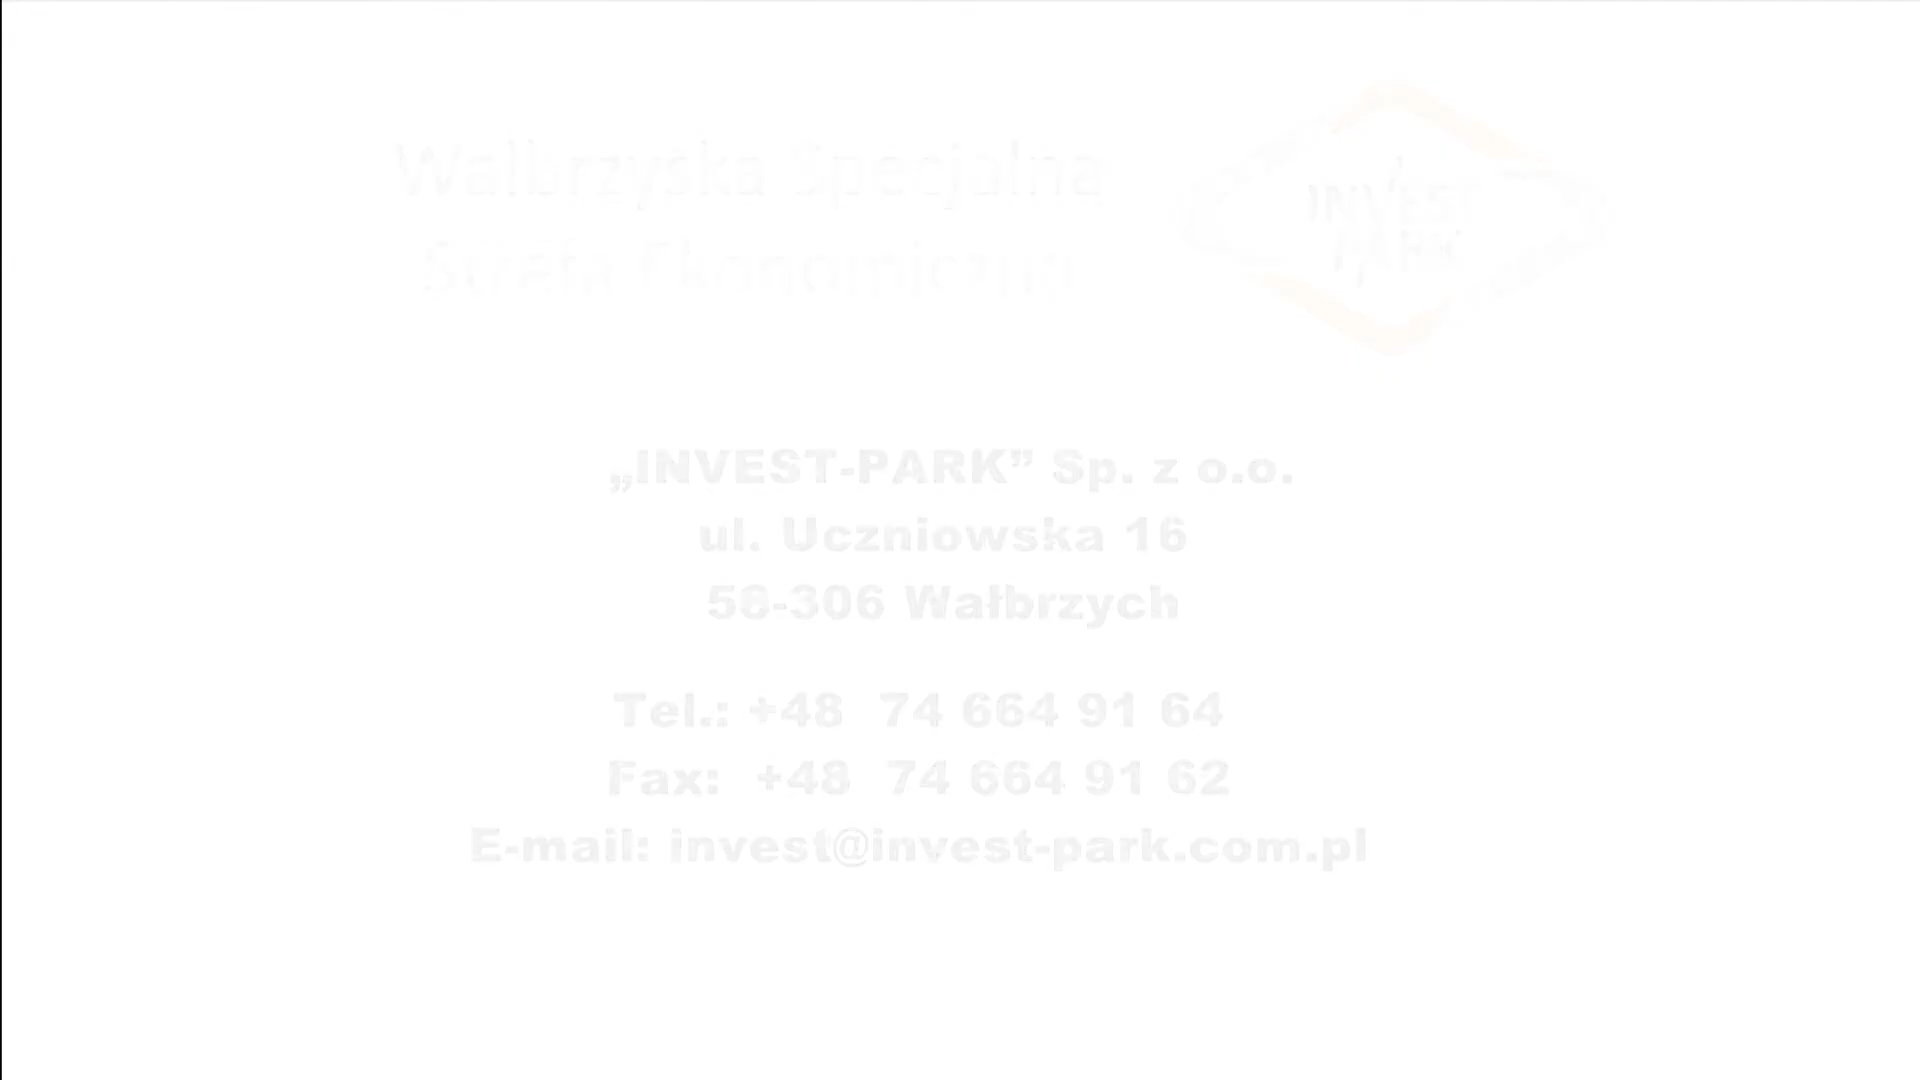 Wałbrzyska Specjalna
Strefa Ekonomiczna
INVEST
PARK
„INVEST-PARK” Sp. z o.o.
ul. Uczniowska 16
58-306 Wałbrzych
Tel.: +48  74 664 91 64
Fax:  +48  74 664 91 62
E-mail: invest@invest-park.com.pl